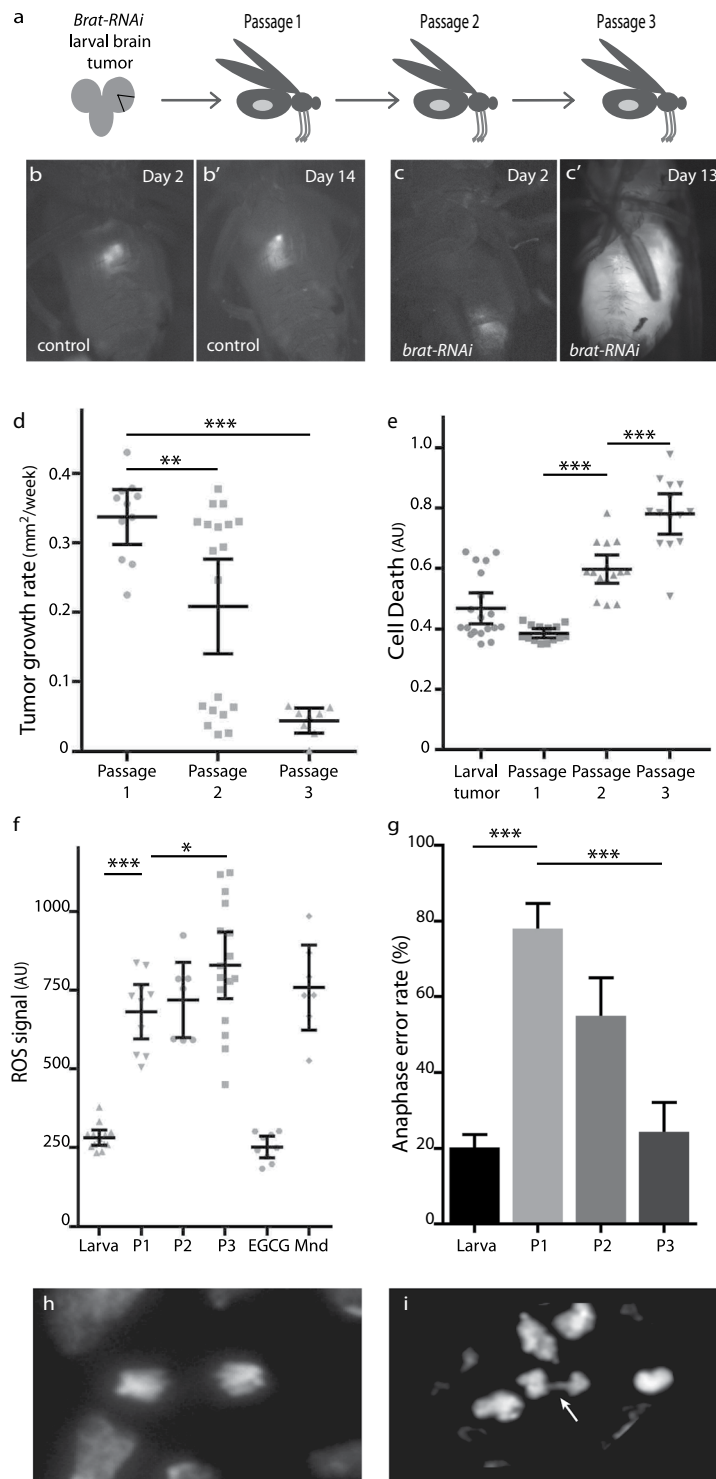 a
Brat-RNAi
larval brain
tumor
Passage 1
Passage 2
Passage 3
b
Day 2
b'
Day 14
c
Day 2
c'
Day 13
control
control
brat-RNAi
brat-RNAi
d
***
**
Tumor growth rate (mm²/week)
0.4
0.3
0.2
0.1
0
Passage
1
Passage
2
Passage
3
e
***
***
Cell Death (AU)
1.0
0.8
0.6
0.4
0.2
0
Larval
tumor
Passage
1
Passage
2
Passage
3
f
***
*
ROS signal (AU)
1000
750
500
250
0
Larva
P1
P2
P3
EGCG
Mnd
g
***
***
Anaphase error rate (%)
100
80
60
40
20
0
Larva
P1
P2
P3
h
i